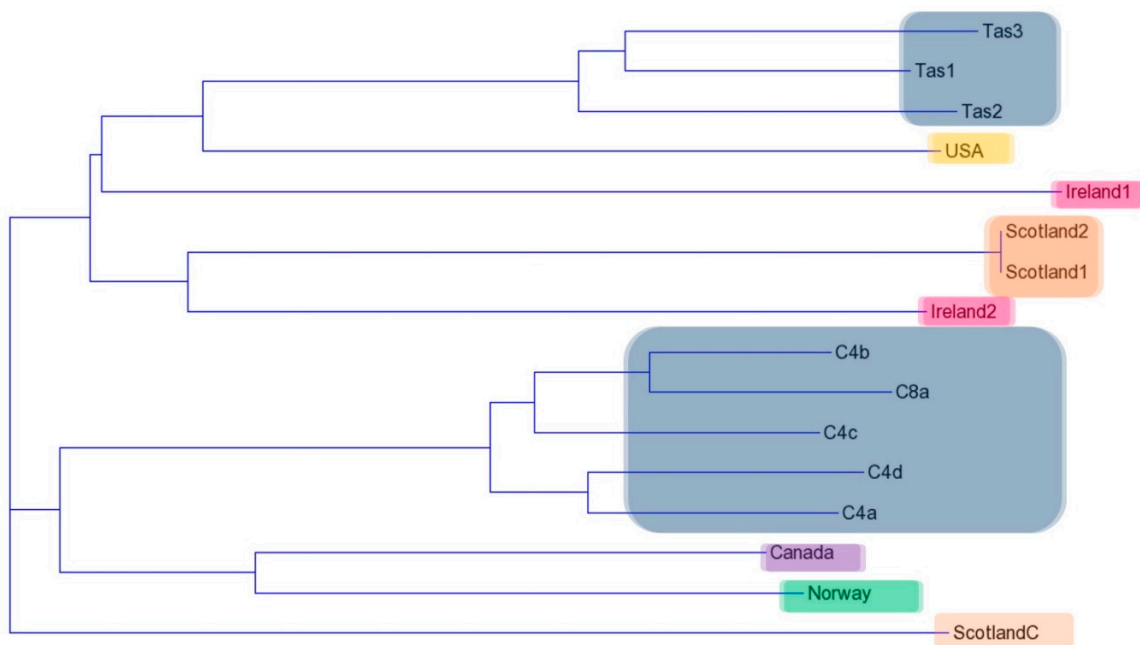 Tas3
Tas1
Tas2
USA
Ireland1
Scotland2
Scotland1
Ireland2
C4b
C8a
C4c
C4d
C4a
Canada
Norway
ScotlandC